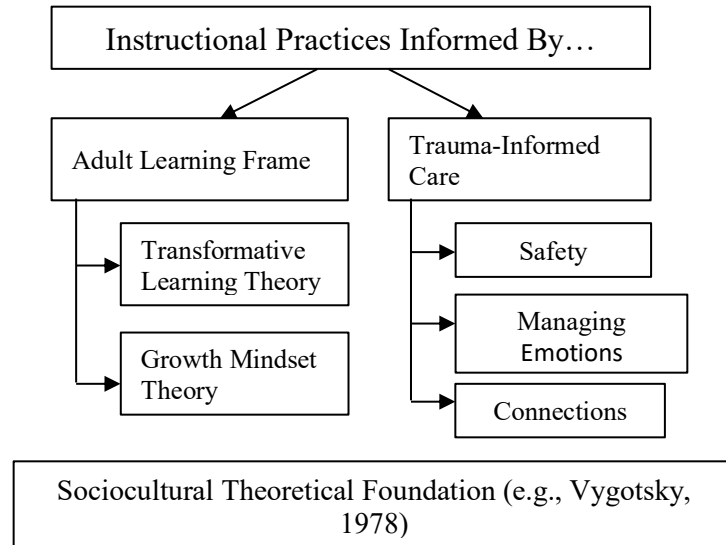 Instructional Practices Informed By…
Adult Learning Frame
Transformative
Learning Theory
Growth Mindset
Theory
Trauma-Informed
Care
Safety
Managing
Emotions
Connections
Sociocultural Theoretical Foundation (e.g., Vygotsky,
1978)